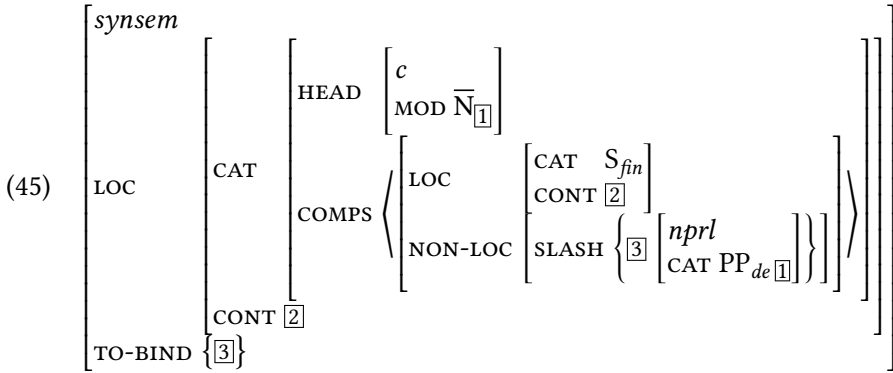 (45)
synsem
LOC CAT HEAD c
MOD N̅ 1
COMPS ⟨ LOC CAT S fin
CONT 2
NON-LOC SLASH { 3 nprl
CAT PP de 1 } ⟩
CONT 2
TO-BIND { 3 }